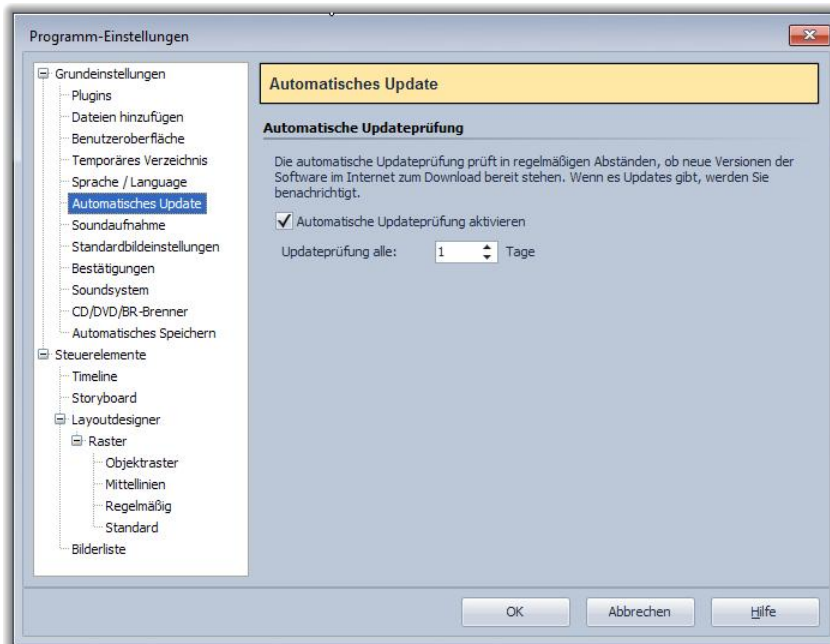 Programm-Einstellungen
Grundeinstellungen
Plugins
Dateien hinzufügen
Benutzeroberfläche
Temporäres Verzeichnis
Sprache / Language
Automatisches Update
Soundaufnahme
Standardbildeinstellungen
Bestätigungen
Soundsystem
CD/DVD/BR-Brenner
Automatisches Speichern
Steuerelemente
Timeline
Storyboard
Layoutdesigner
Raster
Objektraster
Mittellinien
Regelmäßig
Standard
Bilderliste
Automatisches Update
Automatische Updateprüfung
Die automatische Updateprüfung prüft in regelmäßigen Abständen, ob neue Versionen der
Software im Internet zum Download bereit stehen. Wenn es Updates gibt, werden Sie
benachrichtigt.
Automatische Updateprüfung aktivieren
Updateprüfung alle: 1 Tage
OK Abbrechen Hilfe